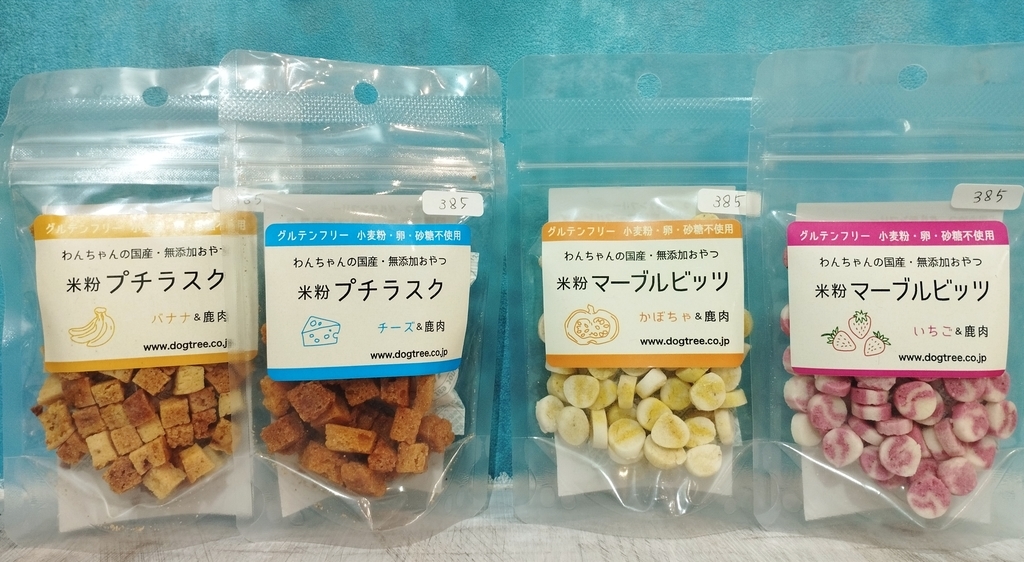 グルテンフリー 小麦粉・卵・砂糖不使用
わんちゃんの国産・無添加おやつ
米粉 プチラスク
バナナ&鹿肉
www.dogtree.co.jp
385
グルテンフリー 小麦粉・卵・砂糖不使用
わんちゃんの国産・無添加おやつ
米粉 プチラスク
チーズ&鹿肉
www.dogtree.co.jp
385
グルテンフリー 小麦粉・卵・砂糖不使用
わんちゃんの国産・無添加おやつ
米粉 マーブルビッツ
かぼちゃ&鹿肉
www.dogtree.co.jp
385
グルテンフリー 小麦粉・卵・砂糖不使用
わんちゃんの国産・無添加おやつ
米粉 マーブルビッツ
いちご&鹿肉
www.dogtree.co.jp